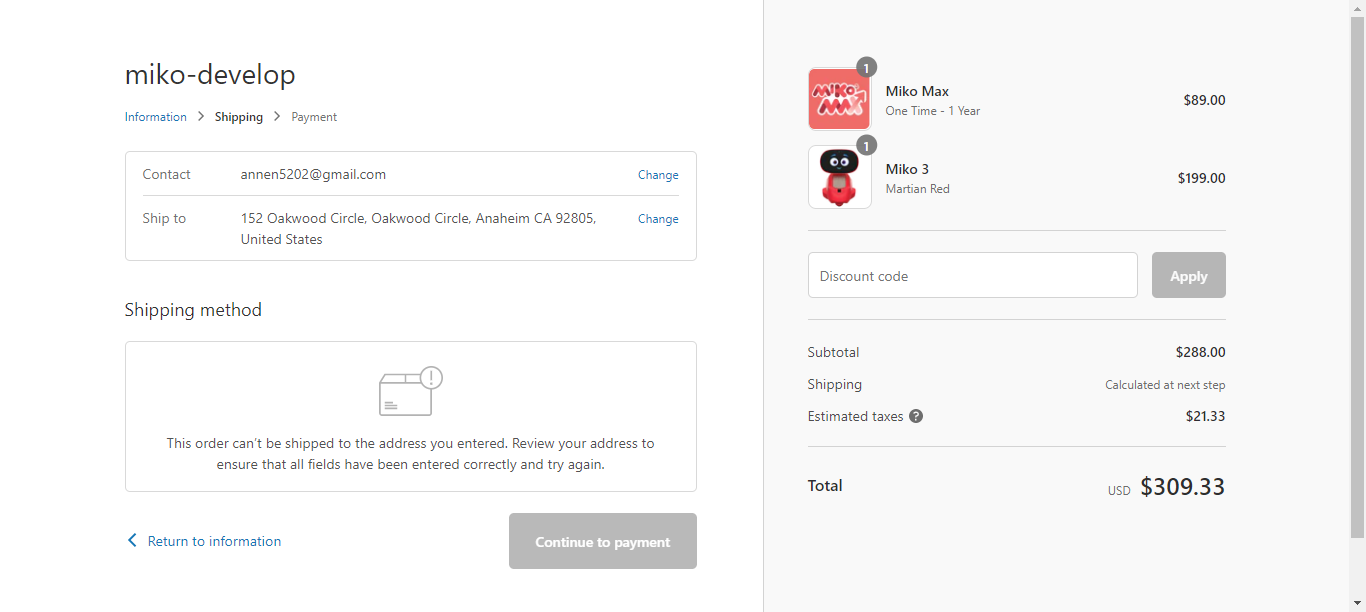 miko-develop
Information > Shipping > Payment
Contact annen5202@gmail.com Change
Ship to 152 Oakwood Circle, Oakwood Circle, Anaheim CA 92805, Change
United States
Shipping method
!
This order can't be shipped to the address you entered. Review your address to
ensure that all fields have been entered correctly and try again.
Return to information
Continue to payment
MIKO
MAX
1
Miko Max
One Time - 1 Year
$89.00
1
Miko 3
Martian Red
$199.00
Discount code
Apply
Subtotal $288.00
Shipping Calculated at next step
Estimated taxes ? $21.33
Total USD $309.33